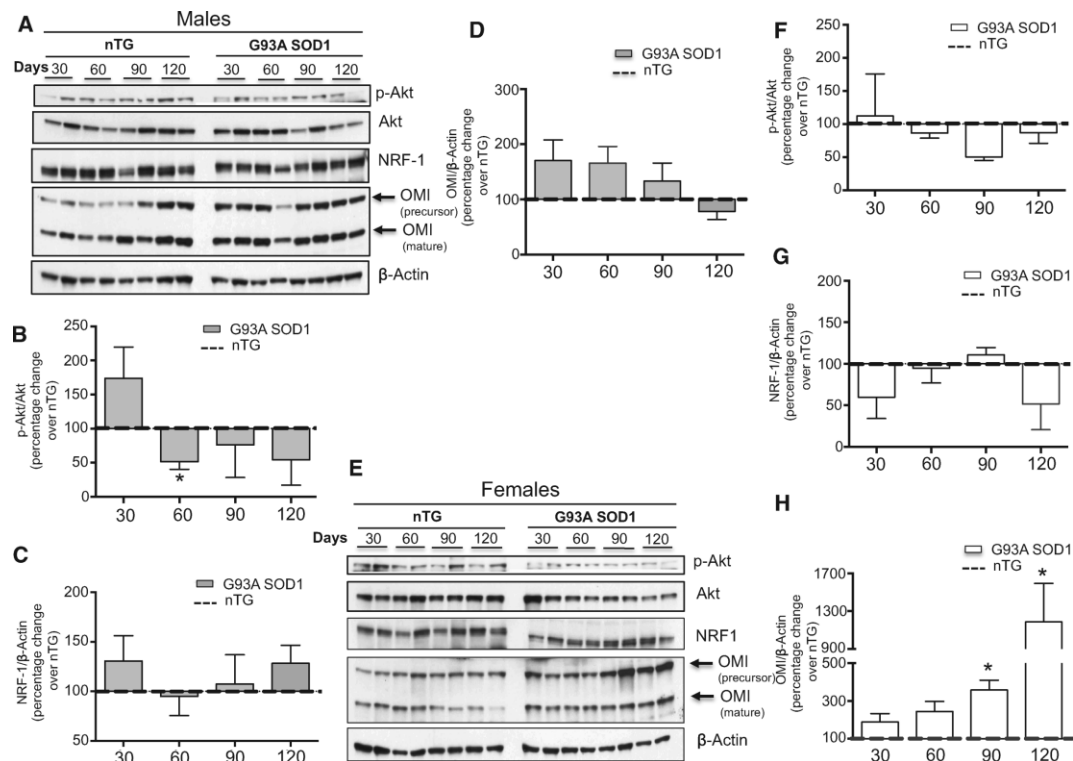 A
Males
nTG
G93A SOD1
Days 30 60 90 120 30 60 90 120
p-Akt
Akt
NRF-1
OMI
(precursor)
OMI
(mature)
β-Actin
B
p-Akt/Akt
(percentage change
over nTG)
250
200
150
100
50
0
G93A SOD1
nTG
*
30 60 90 120
C
NRF-1/β-Actin
(percentage change
over nTG)
200
150
100
50
G93A SOD1
nTG
30 60 90 120
D
G93A SOD1
nTG
OMI/β-Actin
(percentage change
over nTG)
300
200
100
0
30 60 90 120
E
Females
nTG
G93A SOD1
Days 30 60 90 120 30 60 90 120
p-Akt
Akt
NRF1
OMI
(precursor)
OMI
(mature)
β-Actin
F
G93A SOD1
nTG
p-Akt/Akt
(percentage change
over nTG)
250
200
150
100
50
0
30 60 90 120
G
G93A SOD1
nTG
NRF-1/β-Actin
(percentage change
over nTG)
200
150
100
50
0
30 60 90 120
H
G93A SOD1
nTG
OMI/β-Actin
(percentage change
over nTG)
1700
1300
900
500
300
100
*
*
30 60 90 120